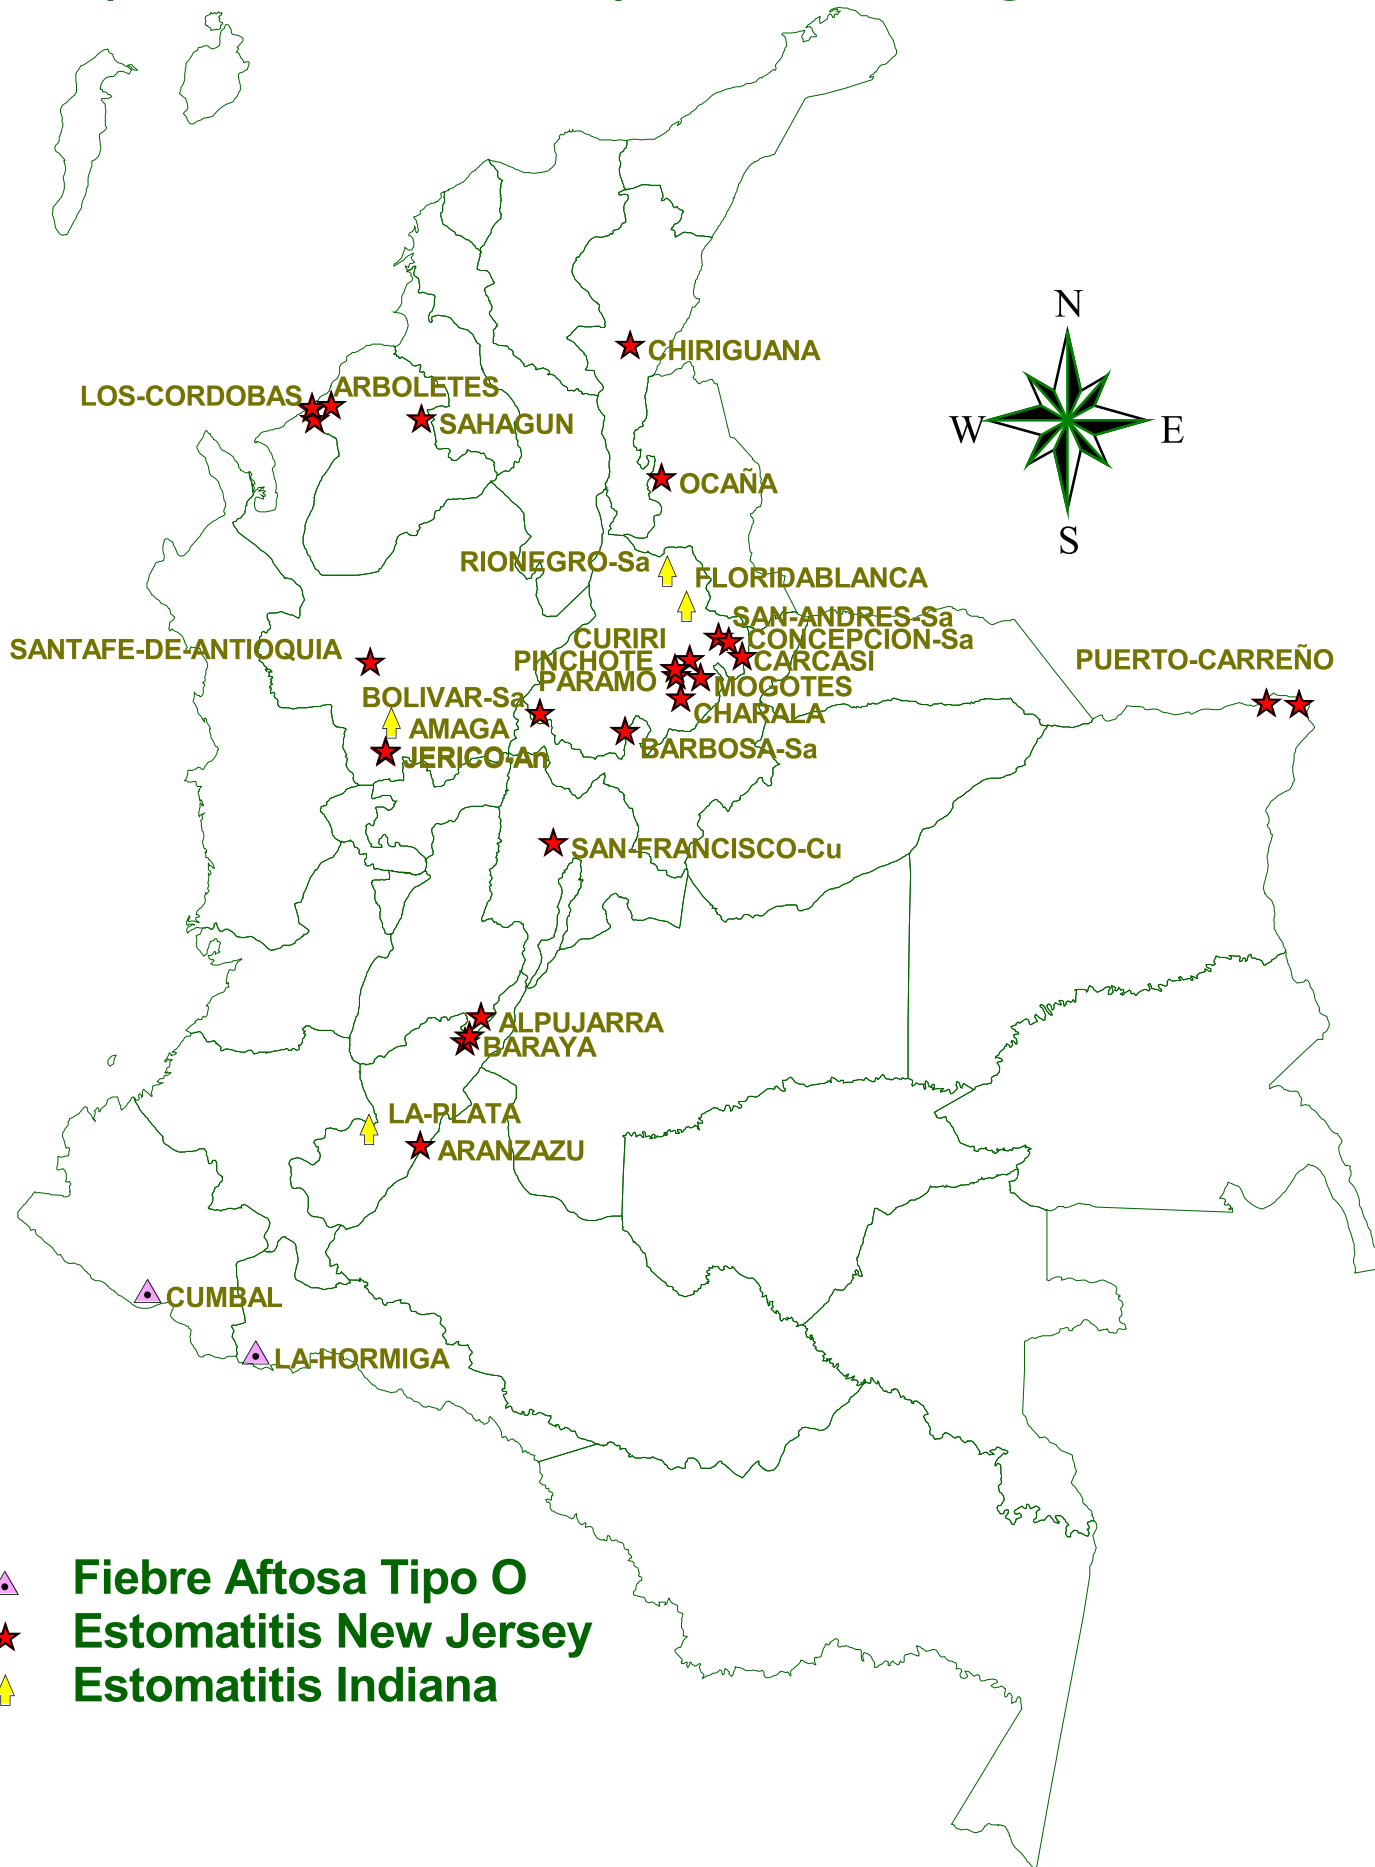 N
CHIRIGUANA
ARBOLETES
LOS-CORDOBAS
SAHAGUN
W
E
OCAÑA
S
RIONEGRO-Sa
FLORIDABLANCA
SAN-ANDRES-Sa
CURIRI
CONCEPCION-Sa
SANTAFE-DE-ANTIOQUIA
PINCHOTE
CARCASI
PUERTO-CARREÑO
PARAMO
MOGOTES
BOLIVAR-Sa
CHARALA
AMAGA
BARBOSA-Sa
JERICO-An
SAN-FRANCISCO-Cu
ALPUJARRA
BARAYA
LA-PLATA
ARANZAZU
CUMBAL
LA-HORMIGA
Fiebre Aftosa Tipo O
Estomatitis New Jersey
Estomatitis Indiana